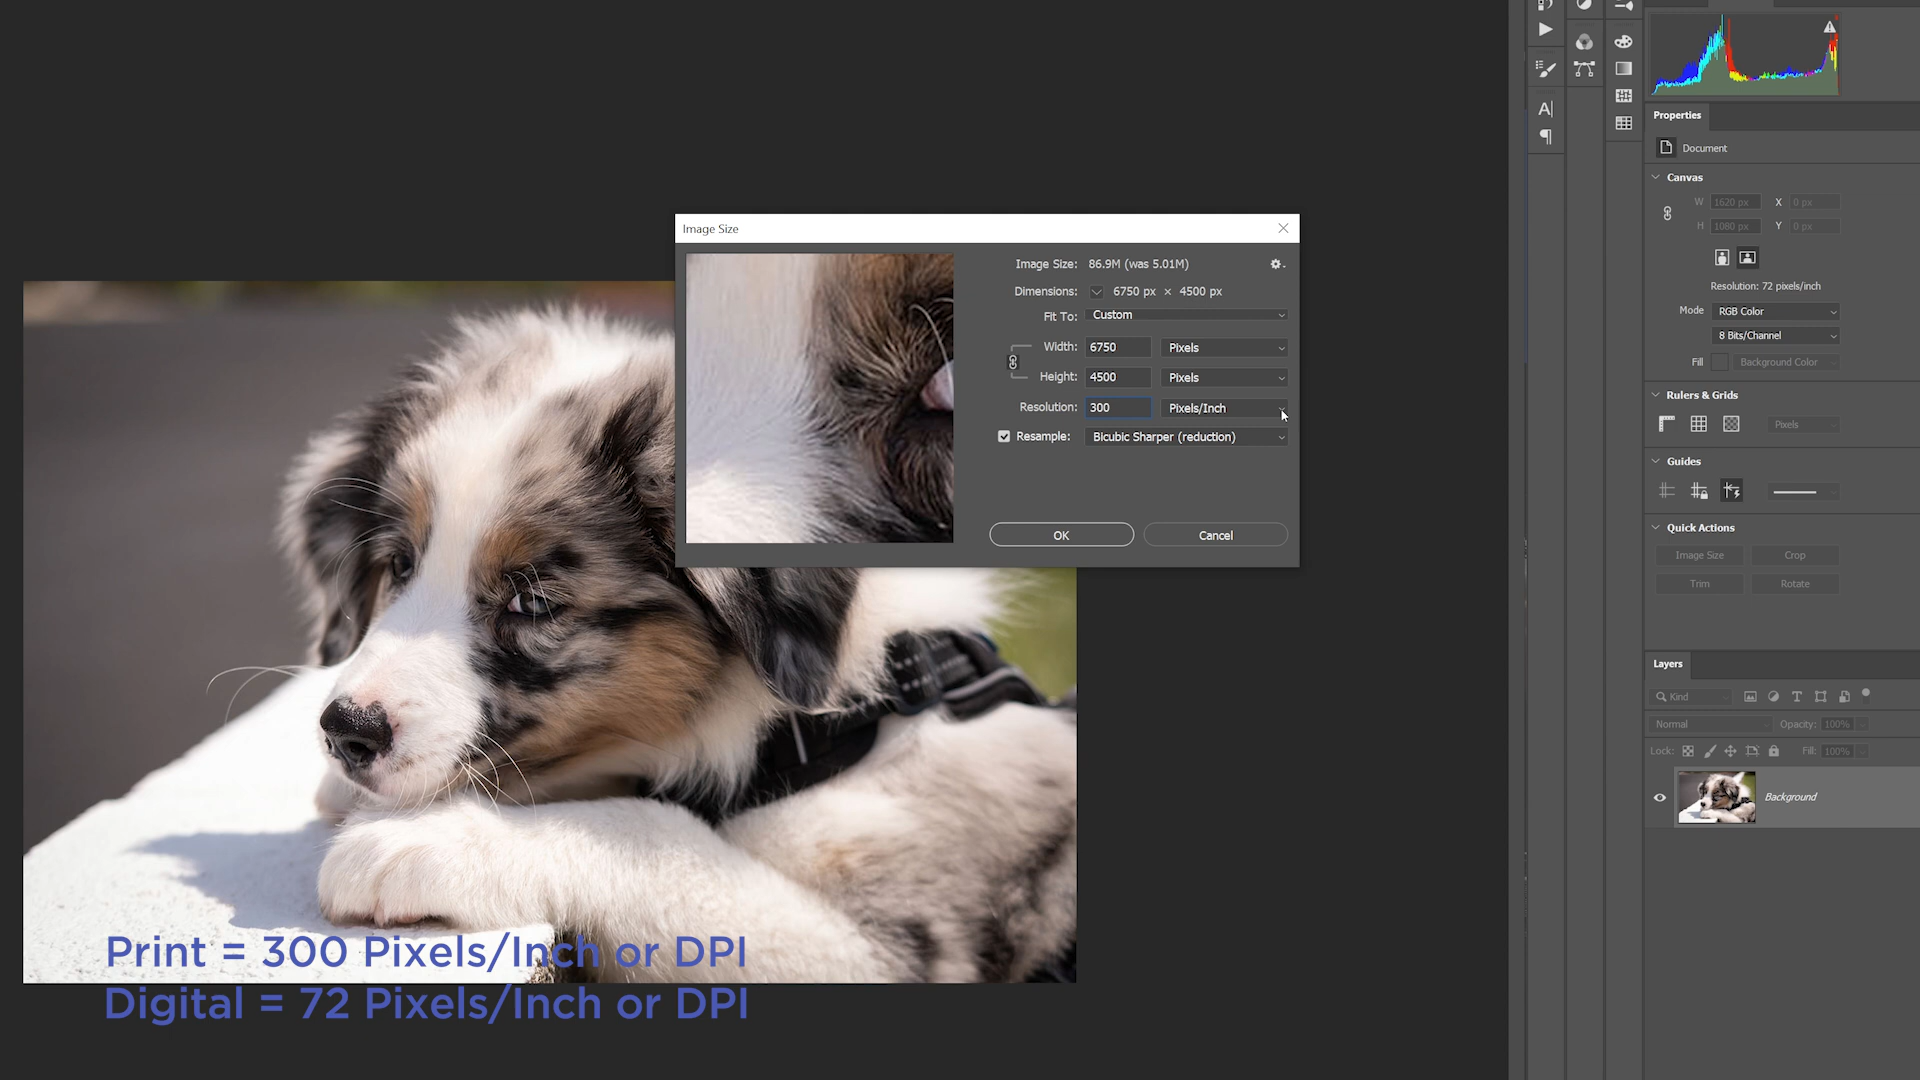 Image Size
Image Size: 86.9M (was 5.01M)
Dimensions: 6750 px × 4500 px
Fit To: Custom
Width: 6750 Pixels
Height: 4500 Pixels
Resolution: 300 Pixels/Inch
Resample: Bicubic Sharper (reduction)
OK Cancel
Print = 300 Pixels/Inch or DPI
Digital = 72 Pixels/Inch or DPI
A
Properties
Document
Canvas
W 1620 px X 0 px
H 1080 px Y 0 px
Resolution: 72 pixels/inch
Mode RGB Color
8 Bits/Channel
Fill Background Color
Rulers & Grids
Pixels
Guides
Quick Actions
Image Size Crop
Trim Rotate
Layers
Kind
Normal Opacity: 100%
Lock: Fill: 100%
Background